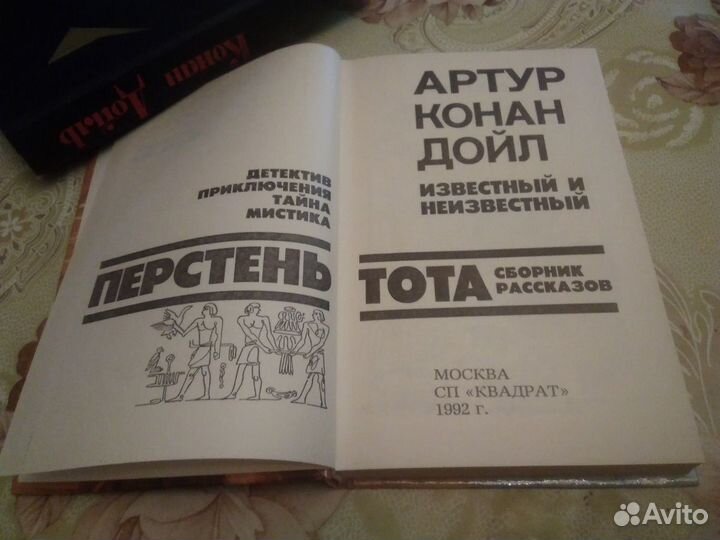 Конан
Дойль
ДЕТЕКТИВ
ПРИКЛЮЧЕНИЯ
ТАЙНА
МИСТИКА
ПЕРСТЕНЬ
АРТУР
КОНАН
ДОЙЛ
ИЗВЕСТНЫЙ И
НЕИЗВЕСТНЫЙ
ТОТА СБОРНИК
РАССКАЗОВ
МОСКВА
СП «КВАДРАТ»
1992 г.
Avito